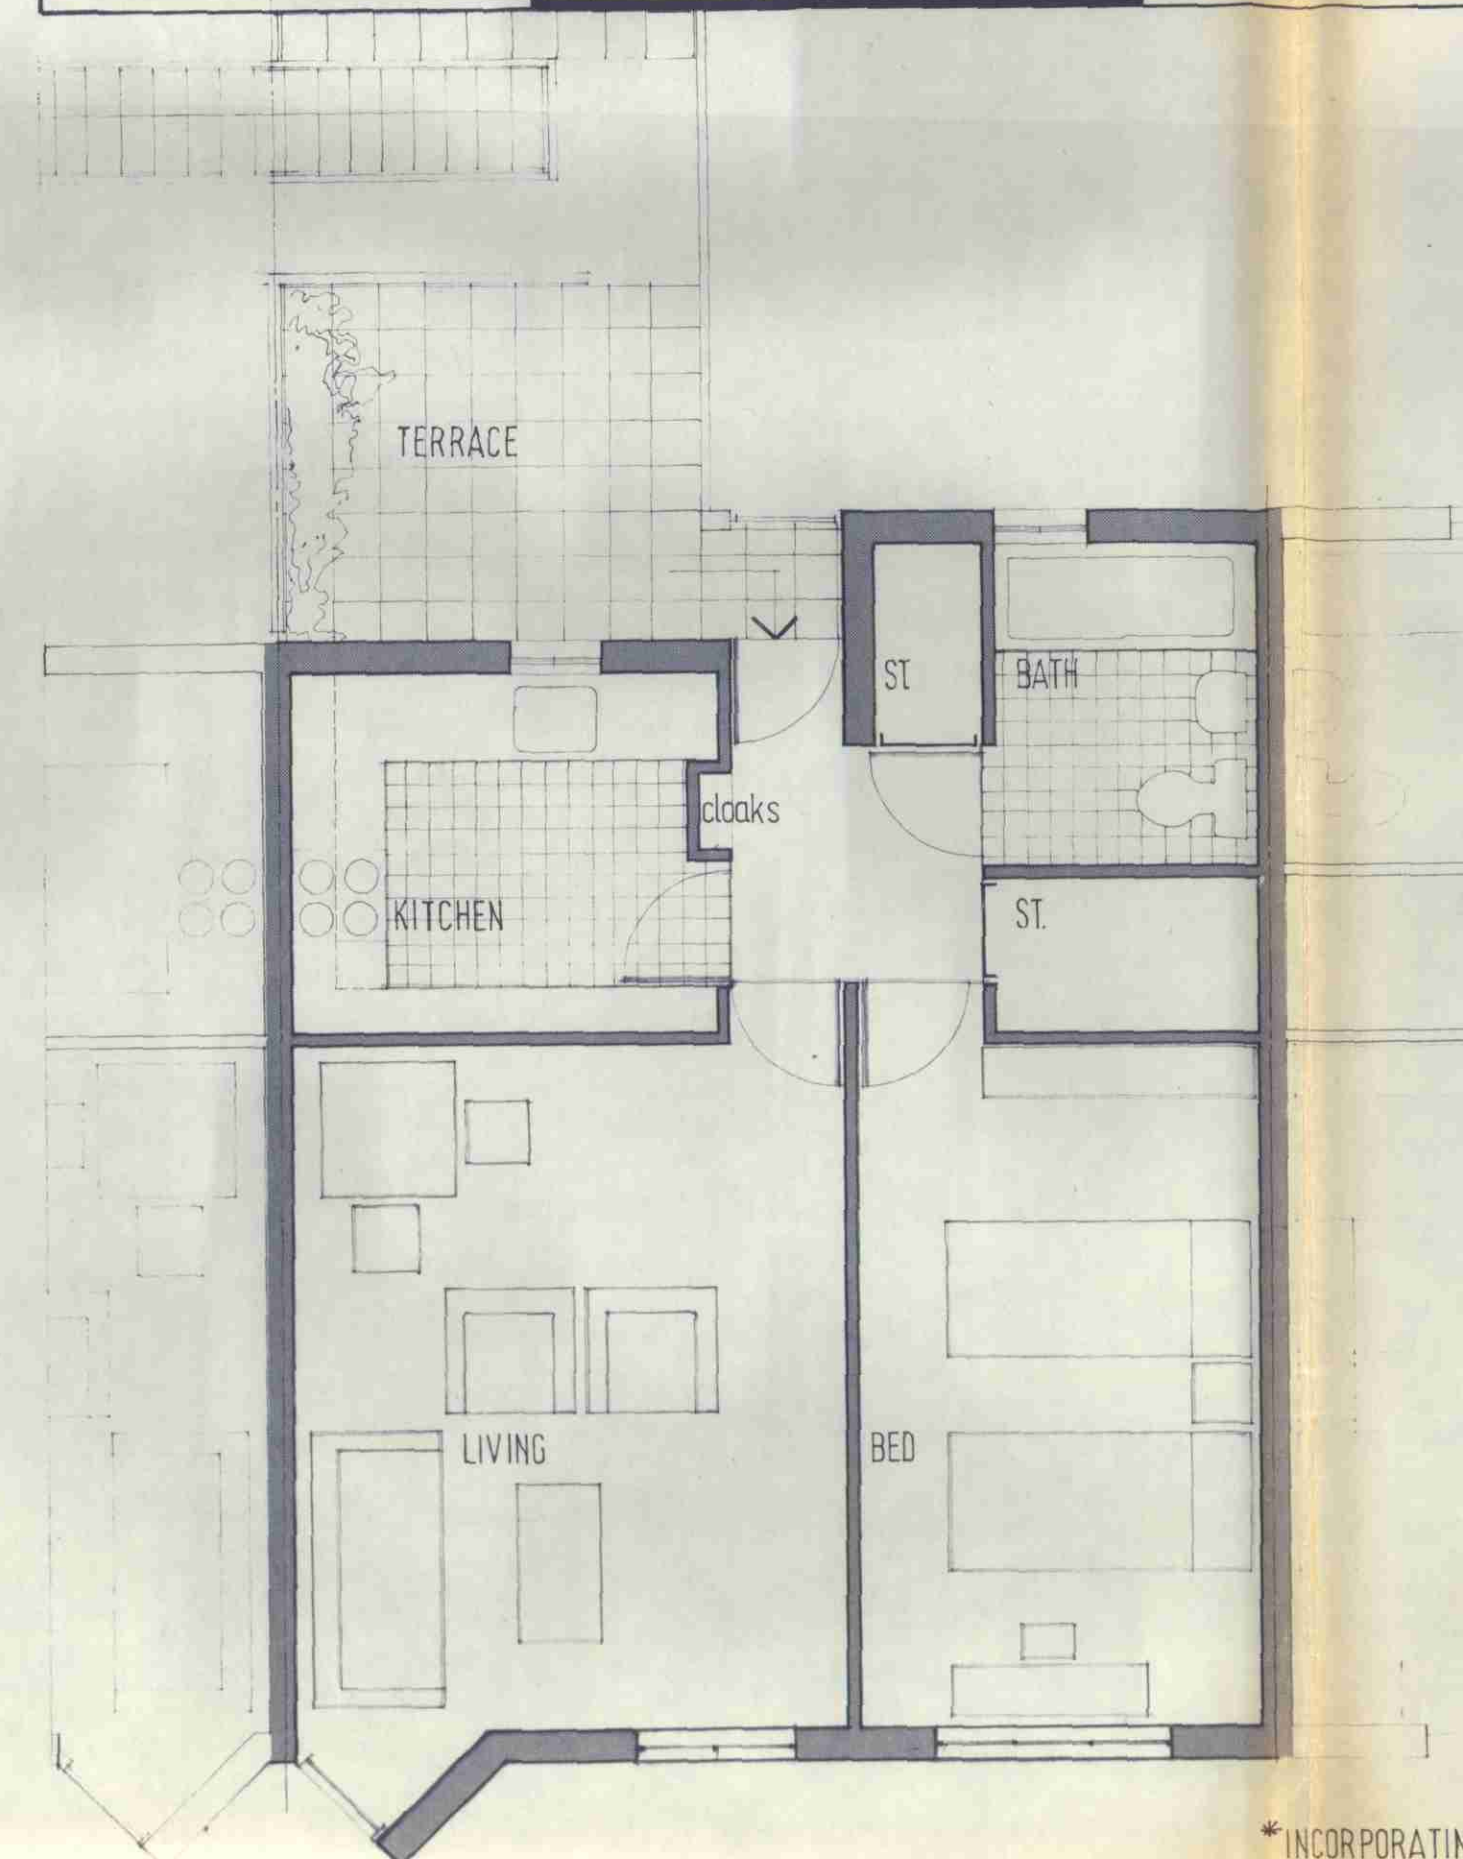 TERRACE
ST.
BATH
cloaks
KITCHEN
ST.
LIVING
BED
*INCORPORATIN